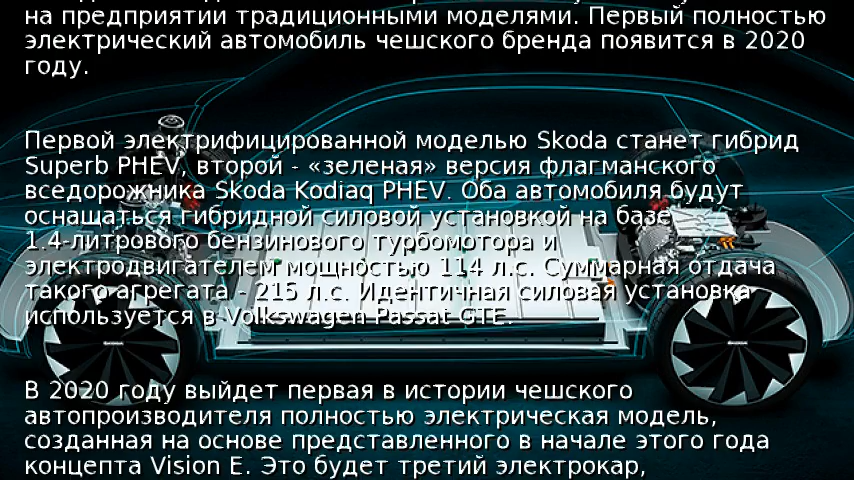 на предприятии традиционными моделями. Первый полностью
электрический автомобиль чешского бренда появится в 2020
году.
Первой электрифицированной моделью Skoda станет гибрид
Superb PHEV, второй - «зеленая» версия флагманского
вседорожника Skoda Kodiaq PHEV. Оба автомобиля будут
оснащаться гибридной силовой установкой на базе
1.4-литрового бензинового турбомотора и
электродвигателем мощностью 114 л.с. Суммарная отдача
такого агрегата - 215 л.с. Идентичная силовая установка
используется в Volkswagen Passat GTE.
В 2020 году выйдет первая в истории чешского
автопроизводителя полностью электрическая модель,
созданная на основе представленного в начале этого года
концепта Vision E. Это будет третий электрокар,